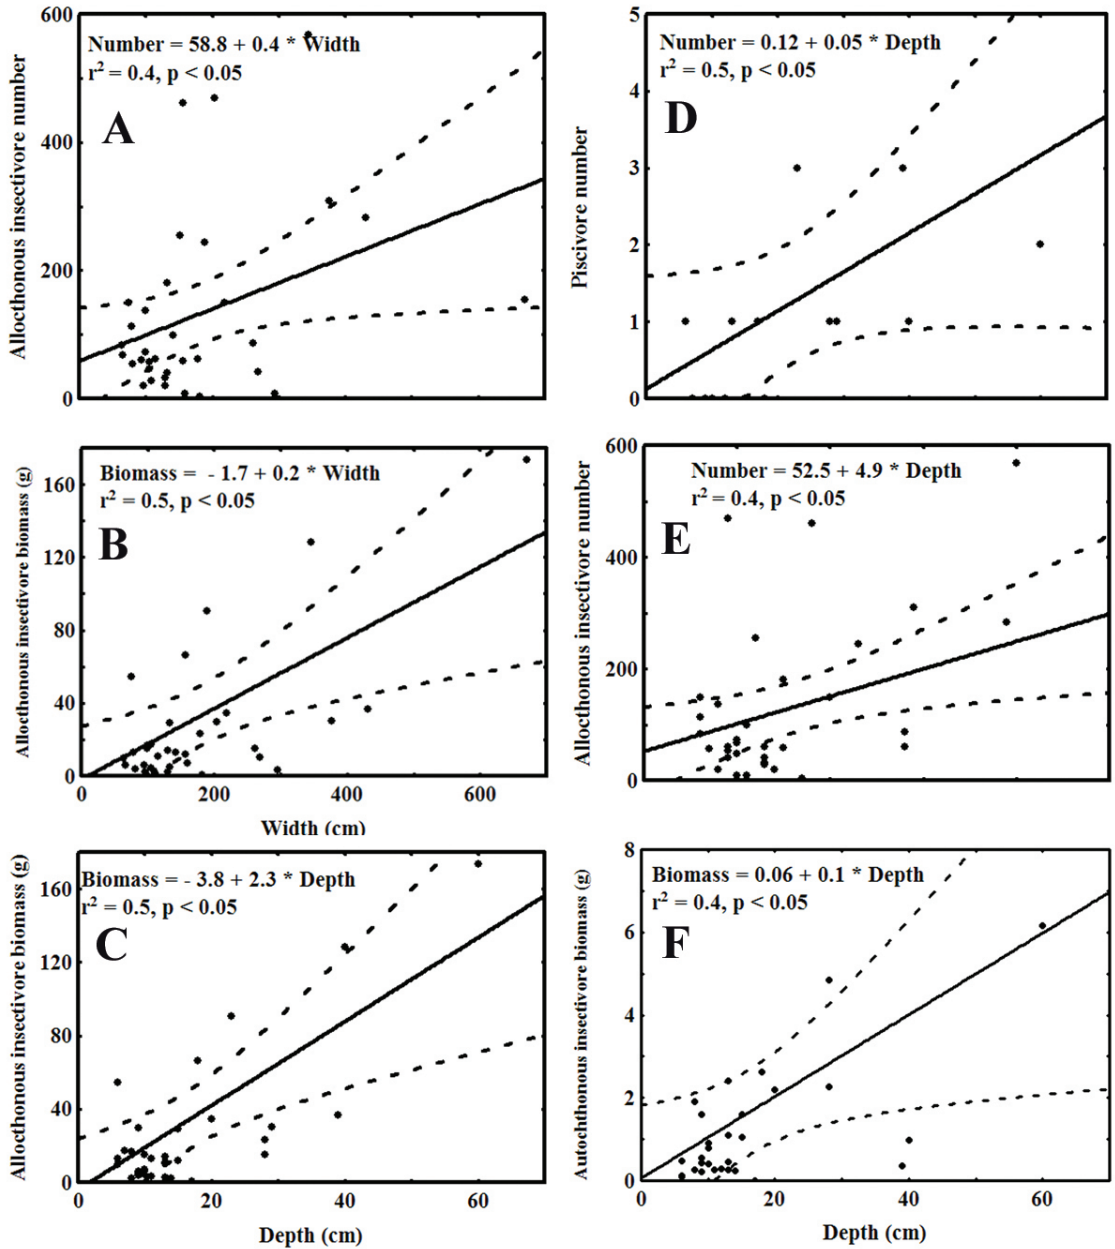 600
400
200
0
Allocthonous insectivore number
Number = 58.8 + 0.4 * Width
r² = 0.4, p < 0.05
A
5
4
3
2
1
0
Piscivore number
Number = 0.12 + 0.05 * Depth
r² = 0.5, p < 0.05
D
160
120
80
40
0
Allocthonous insectivore biomass (g)
Biomass = - 1.7 + 0.2 * Width
r² = 0.5, p < 0.05
B
0 200 400 600
Width (cm)
600
400
200
0
Allocthonous insectivore number
Number = 52.5 + 4.9 * Depth
r² = 0.4, p < 0.05
E
160
120
80
40
0
Allocthonous insectivore biomass (g)
Biomass = - 3.8 + 2.3 * Depth
r² = 0.5, p < 0.05
C
0 20 40 60
Depth (cm)
8
6
4
2
0
Autochthonous insectivore biomass (g)
Biomass = 0.06 + 0.1 * Depth
r² = 0.4, p < 0.05
F
0 20 40 60
Depth (cm)